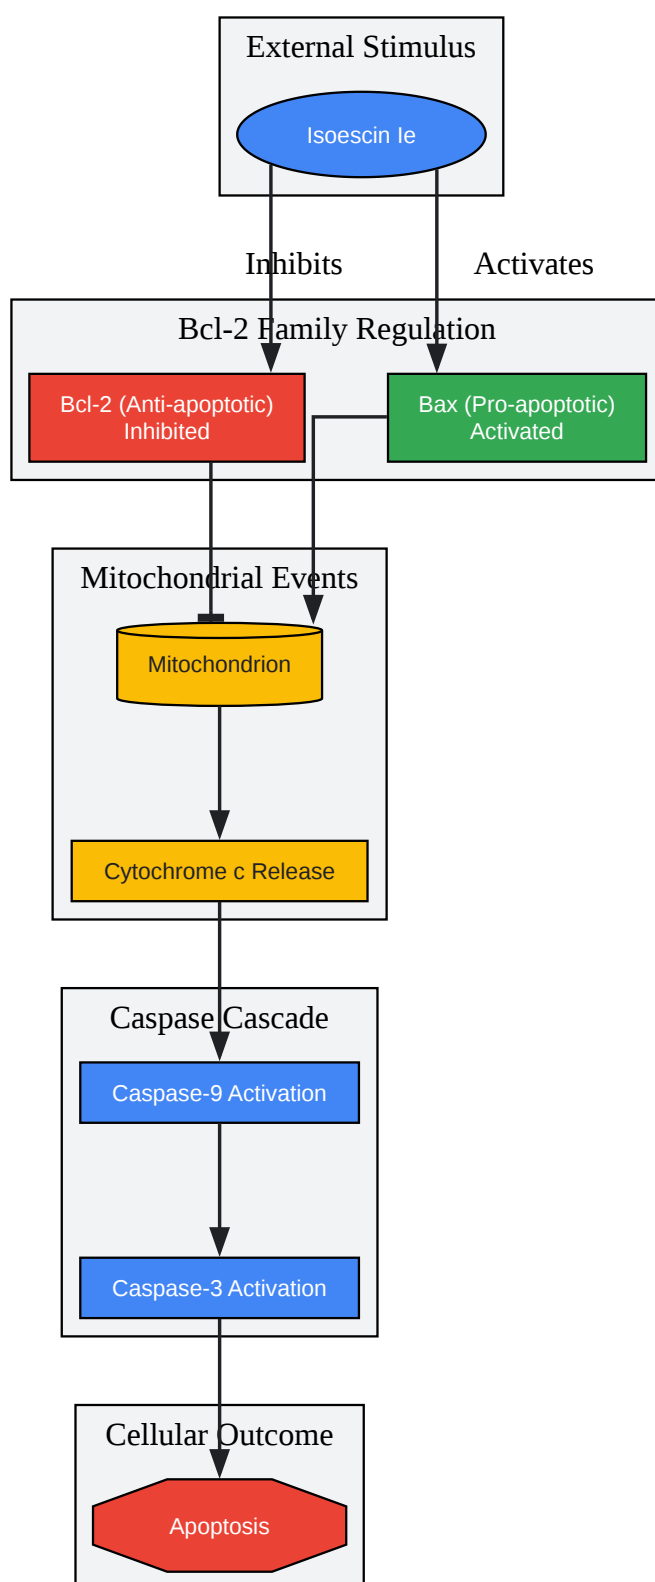 External Stimulus
Isoescin Ie
Inhibits
Activates
Bcl-2 Family Regulation
Bcl-2 (Anti-apoptotic)
Inhibited
Bax (Pro-apoptotic)
Activated
Mitochondrial Events
Mitochondrion
Cytochrome c Release
Caspase Cascade
Caspase-9 Activation
Caspase-3 Activation
Cellular Outcome
Apoptosis